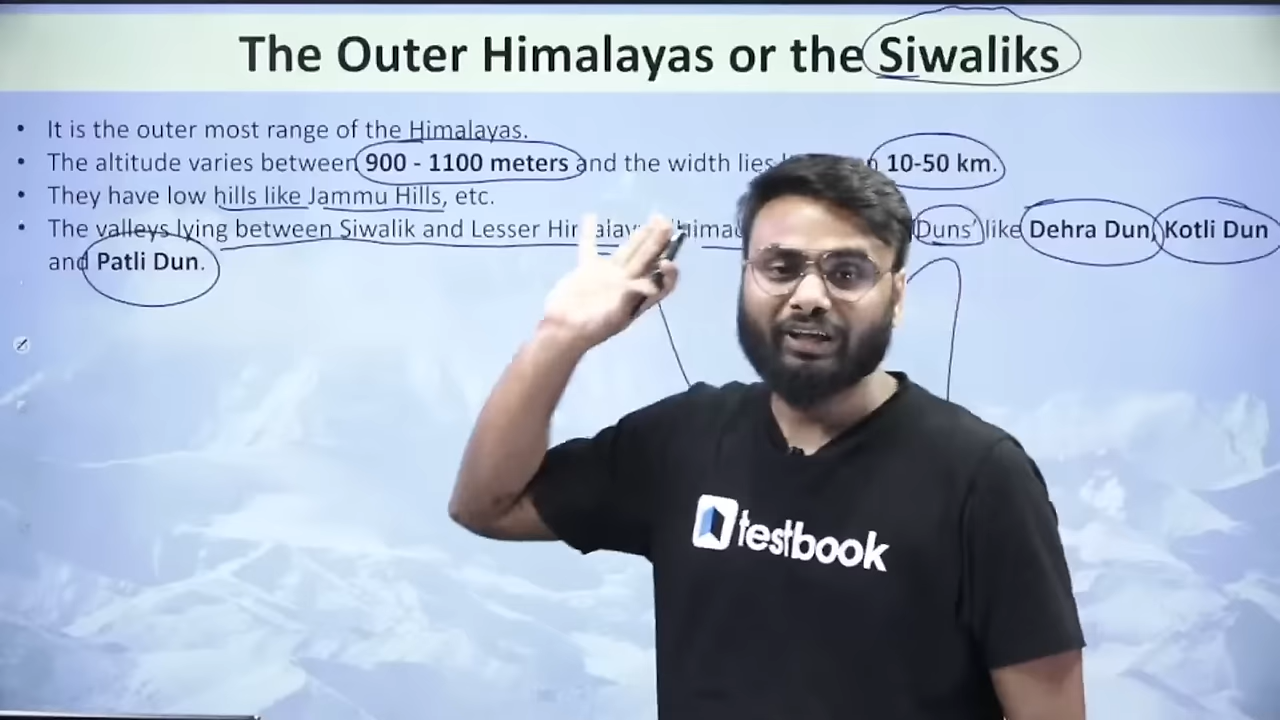 The Outer Himalayas or the Siwaliks
• It is the outer most range of the Himalayas.
• The altitude varies between 900 - 1100 meters and the width lies 10-50 km.
• They have low hills like Jammu Hills, etc.
• The valleys lying between Siwalik and Lesser Duns' like Dehra Dun, Kotli Dun
and Patli Dun.
testbook